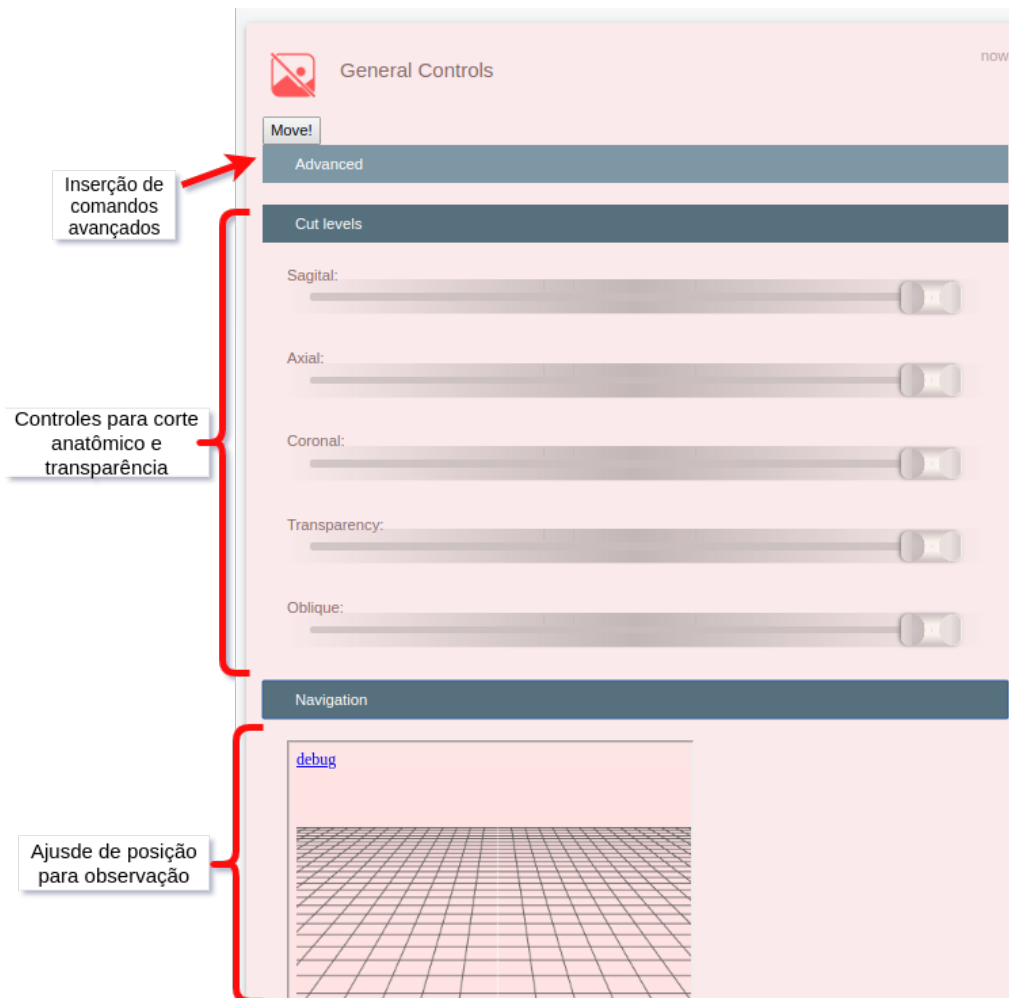 General Controls
now
Move!
Advanced
Inserção de
comandos
avançados
Cut levels
Sagital:
Axial:
Controles para corte
anatômico e
transparência
Coronal:
Transparency:
Oblique:
Navigation
debug
Ajusde de posição
para observação